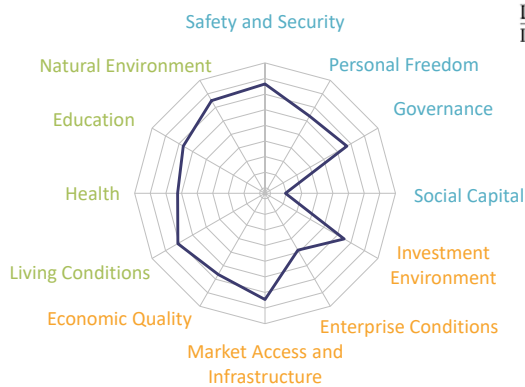 Safety and Security
Natural Environment
Personal Freedom
Education
Governance
Health
Social Capital
Living Conditions
Investment
Environment
Economic Quality
Enterprise Conditions
Market Access and
Infrastructure